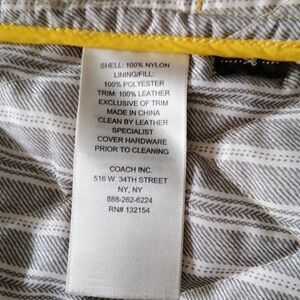 SHELL: 100% NYLON
LINING/FILL:
100% POLYESTER
TRIM: 100% LEATHER
EXCLUSIVE OF TRIM
MADE IN CHINA
CLEAN BY LEATHER
SPECIALIST
COVER HARDWARE
PRIOR TO CLEANING
COACH INC.
516 W. 34TH STREET
NY, NY
888-262-6224
RN# 132154